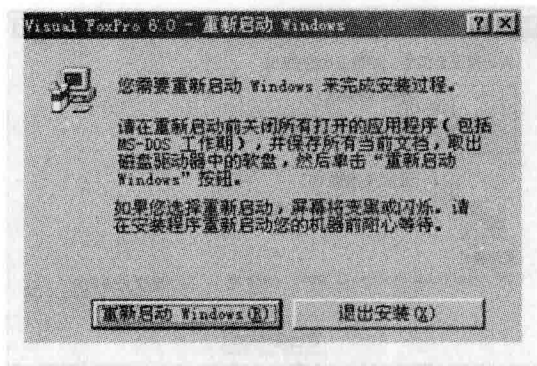 Visual FoxPro 6.0 - 重新启动 Windows
您需要重新启动 Windows 来完成安装过程。
请在重新启动前关闭所有打开的应用程序（包括
MS-DOS 工作期），并保存所有当前文档，取出
磁盘驱动器中的软盘，然后单击“重新启动
Windows”按钮。
如果您选择重新启动，屏幕将变黑或闪烁。请
在安装程序重新启动您的机器前耐心等待。
重新启动 Windows(R)
退出安装(X)